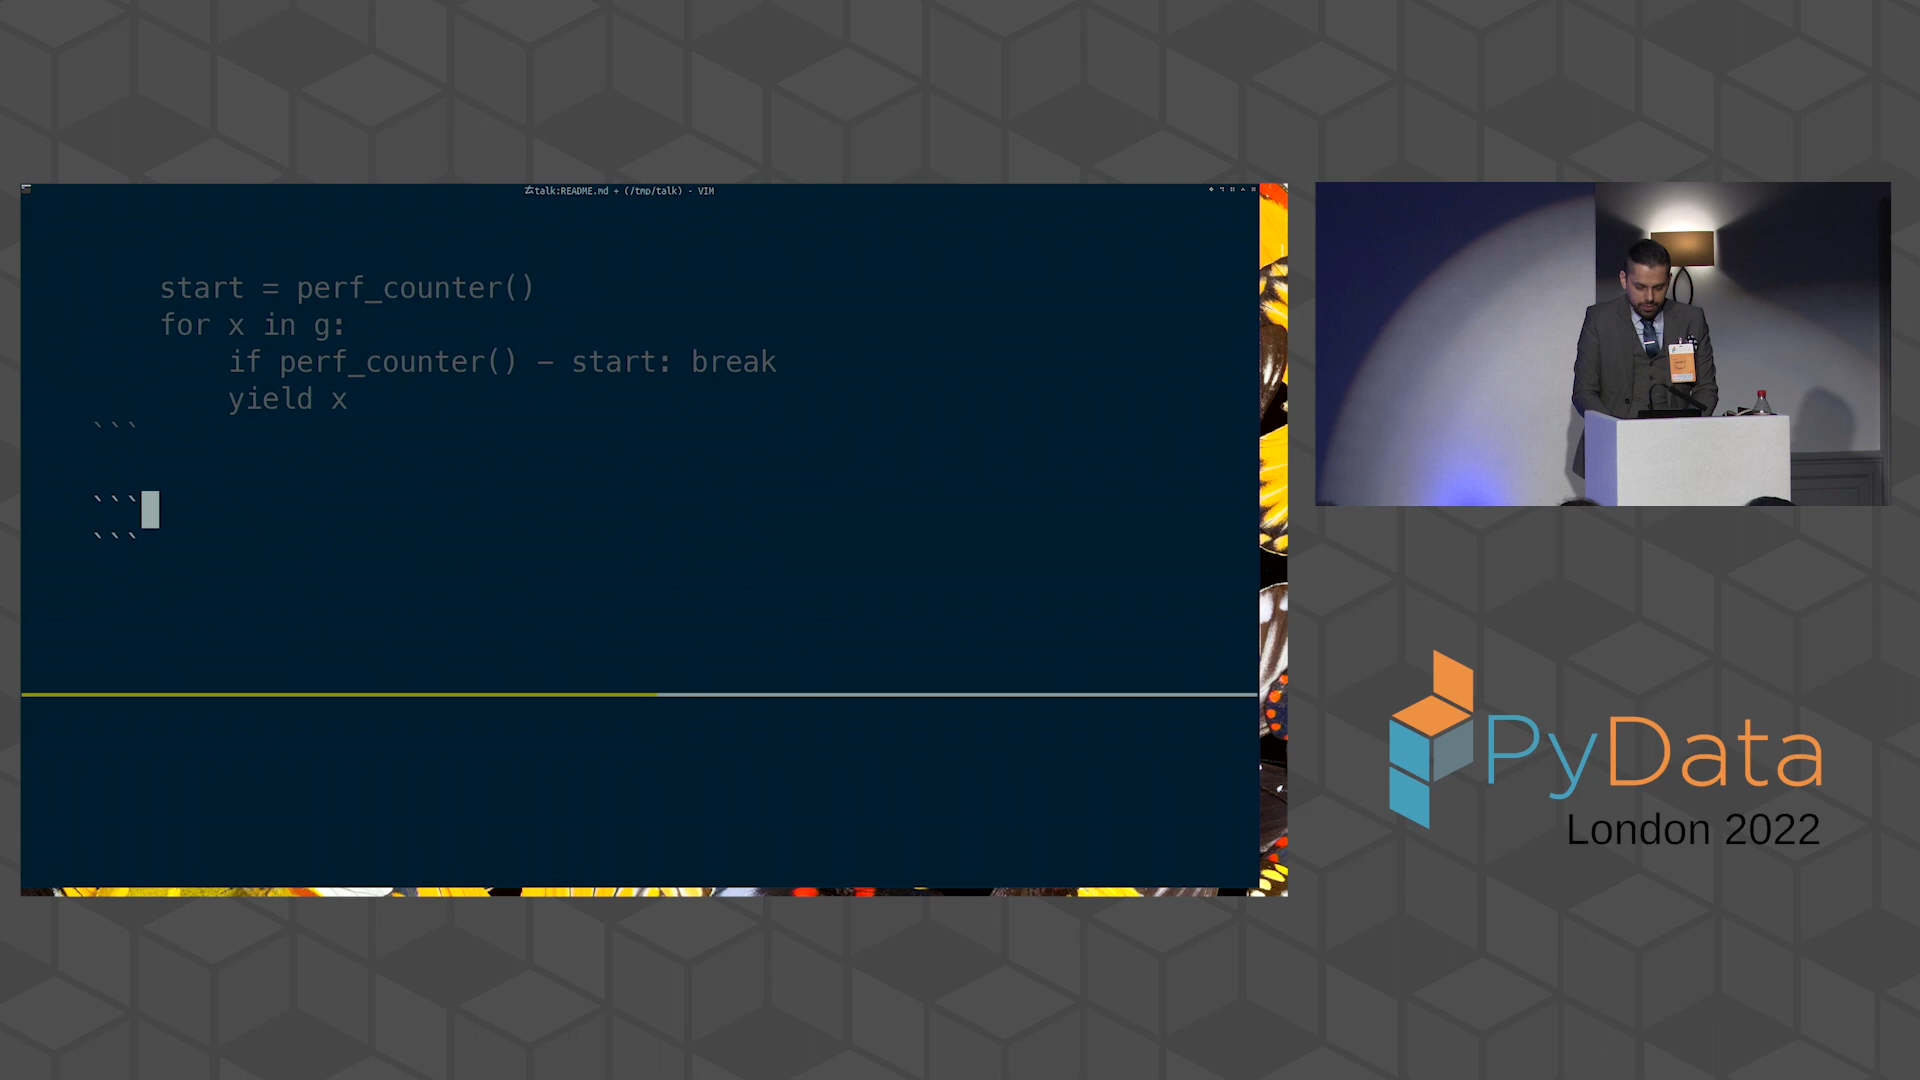 talk:README.md + (/tmp/talk) - VIM
start = perf_counter()
for x in g:
if perf_counter() - start: break
yield x
```
```
```
PyData
London 2022